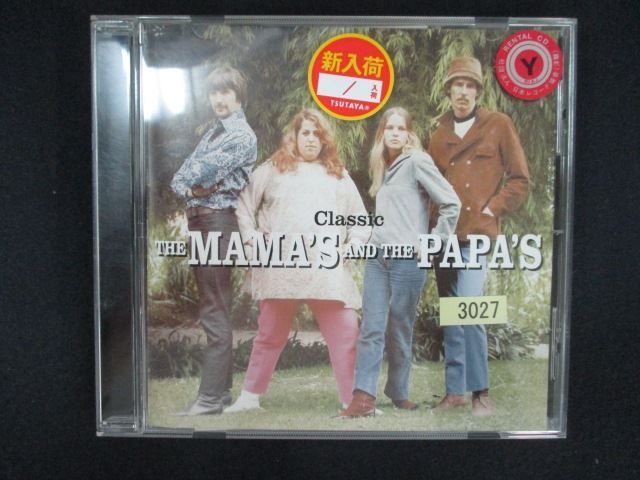 新入荷
/
入荷
TSUTAYA®
RENTAL CD
Y
Classic
THE MAMA'S AND THE PAPA'S
3027